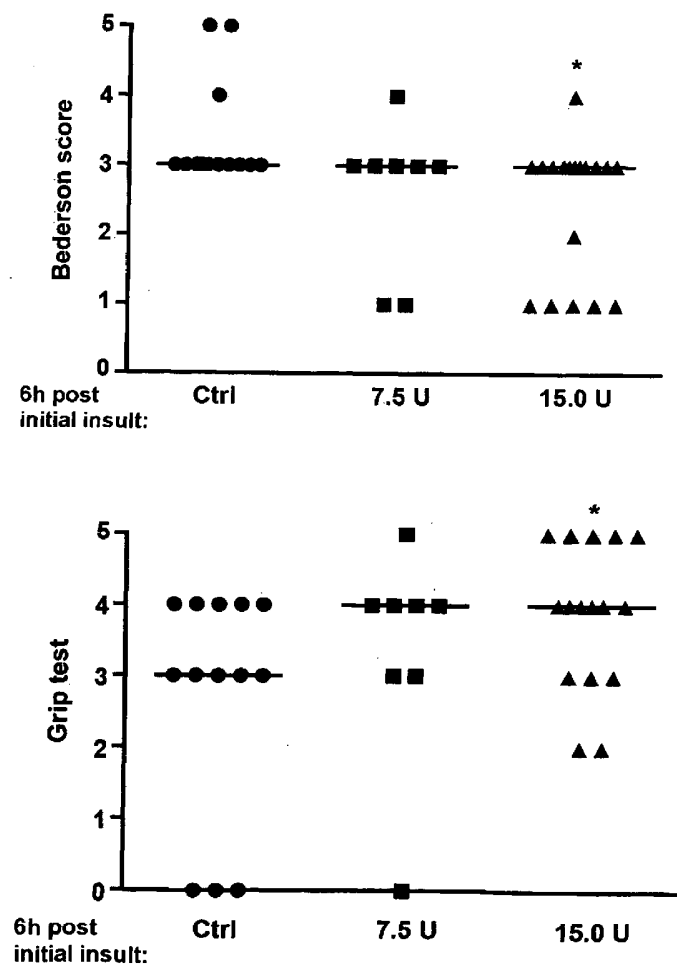 5
*
4
Bederson score
3
2
1
0
6h post
initial insult:
Ctrl
7.5 U
15.0 U
*
5
4
Grip test
3
2
1
0
6h post
initial insult:
Ctrl
7.5 U
15.0 U